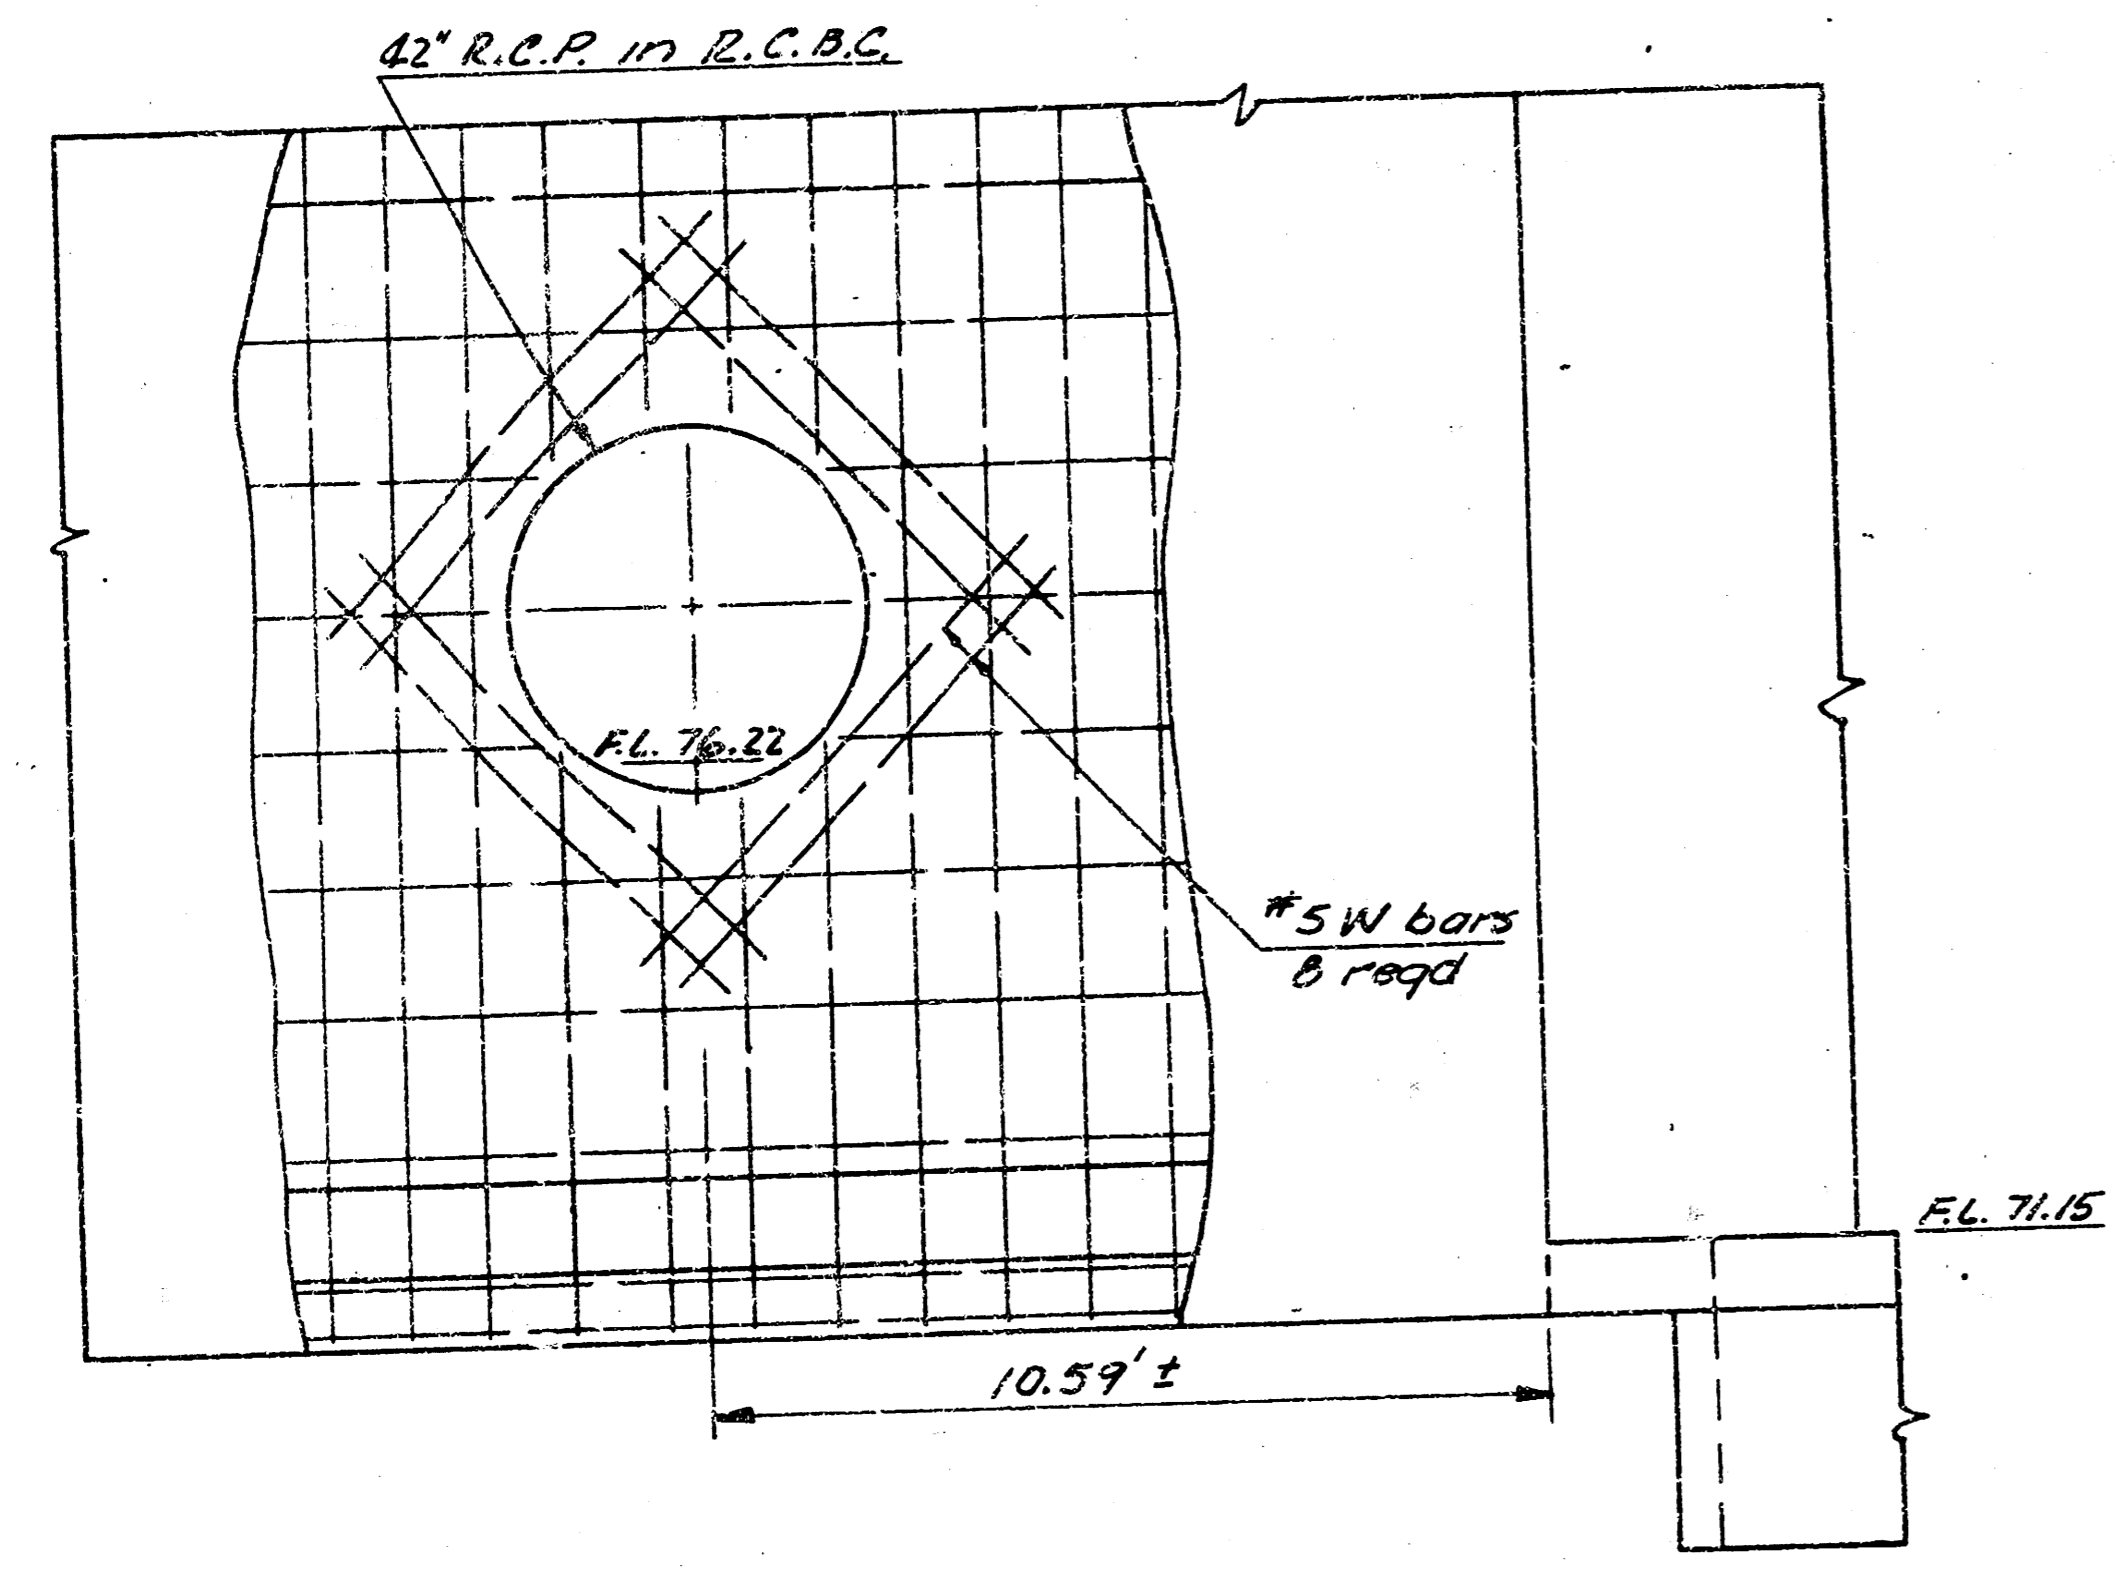 42" R.C.P. in R.C.B.C.
F.L. 76.22
#5 W bars
8 reqd
F.L. 71.15
10.59' ±